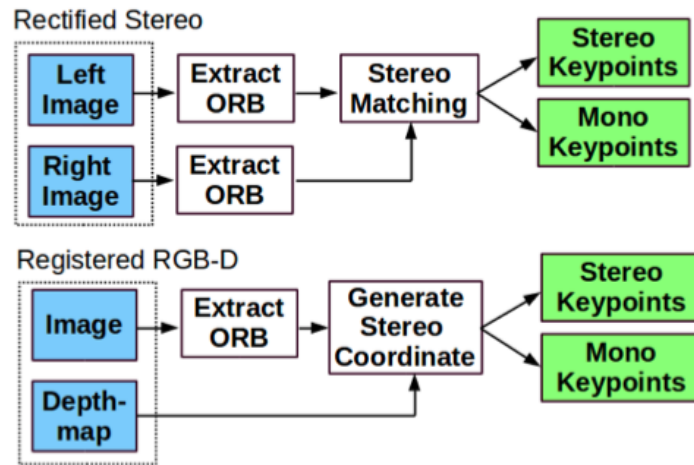 Rectified Stereo
Left
Image
Extract
ORB
Stereo
Matching
Stereo
Keypoints
Mono
Keypoints
Right
Image
Extract
ORB
Registered RGB-D
Image
Extract
ORB
Generate
Stereo
Coordinate
Stereo
Keypoints
Mono
Keypoints
Depth-
map